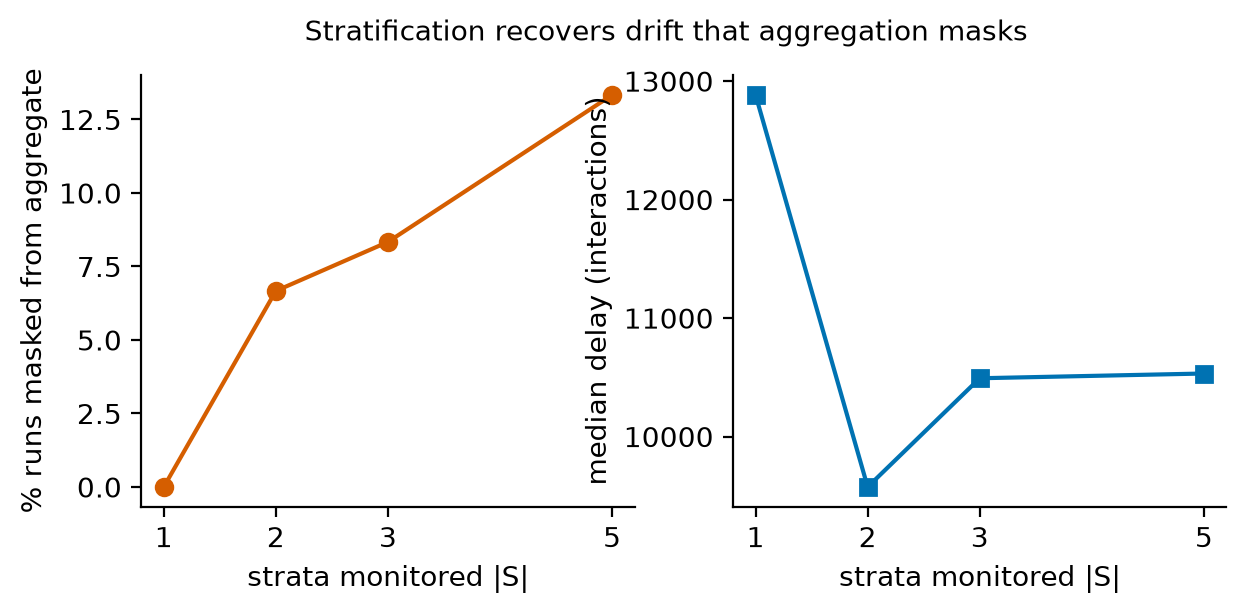 Stratification recovers drift that aggregation masks
% runs masked from aggregate
12.5
10.0
7.5
5.0
2.5
0.0
1 2 3 5
strata monitored |S|
median delay (interactions)
13000
12000
11000
10000
1 2 3 5
strata monitored |S|